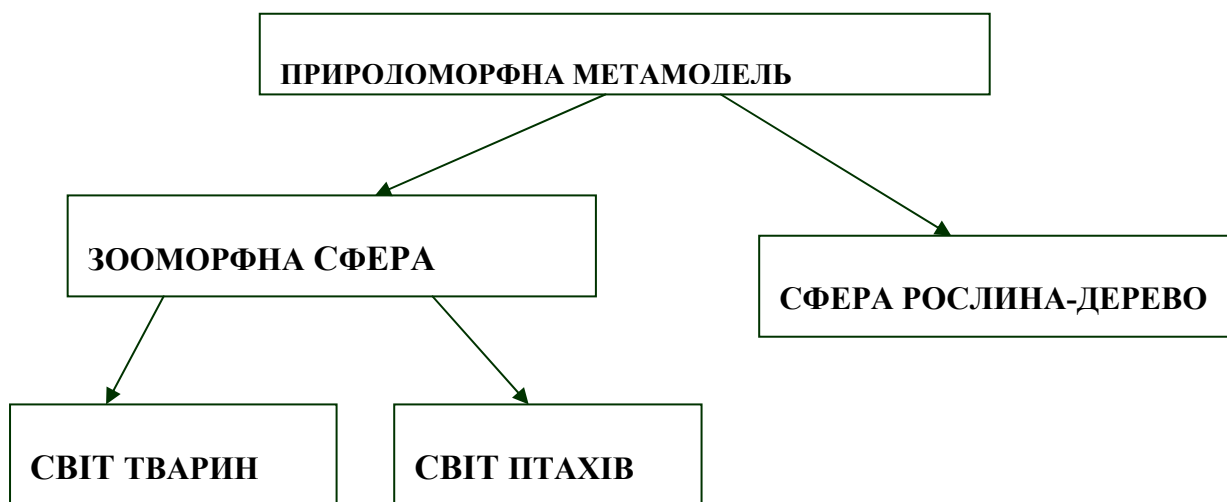 ПРИРОДОМОРФНА МЕТАМОДЕЛЬ
ЗООМОРФНА СФЕРА
СФЕРА РОСЛИНА-ДЕРЕВО
СВІТ ТВАРИН
СВІТ ПТАХІВ